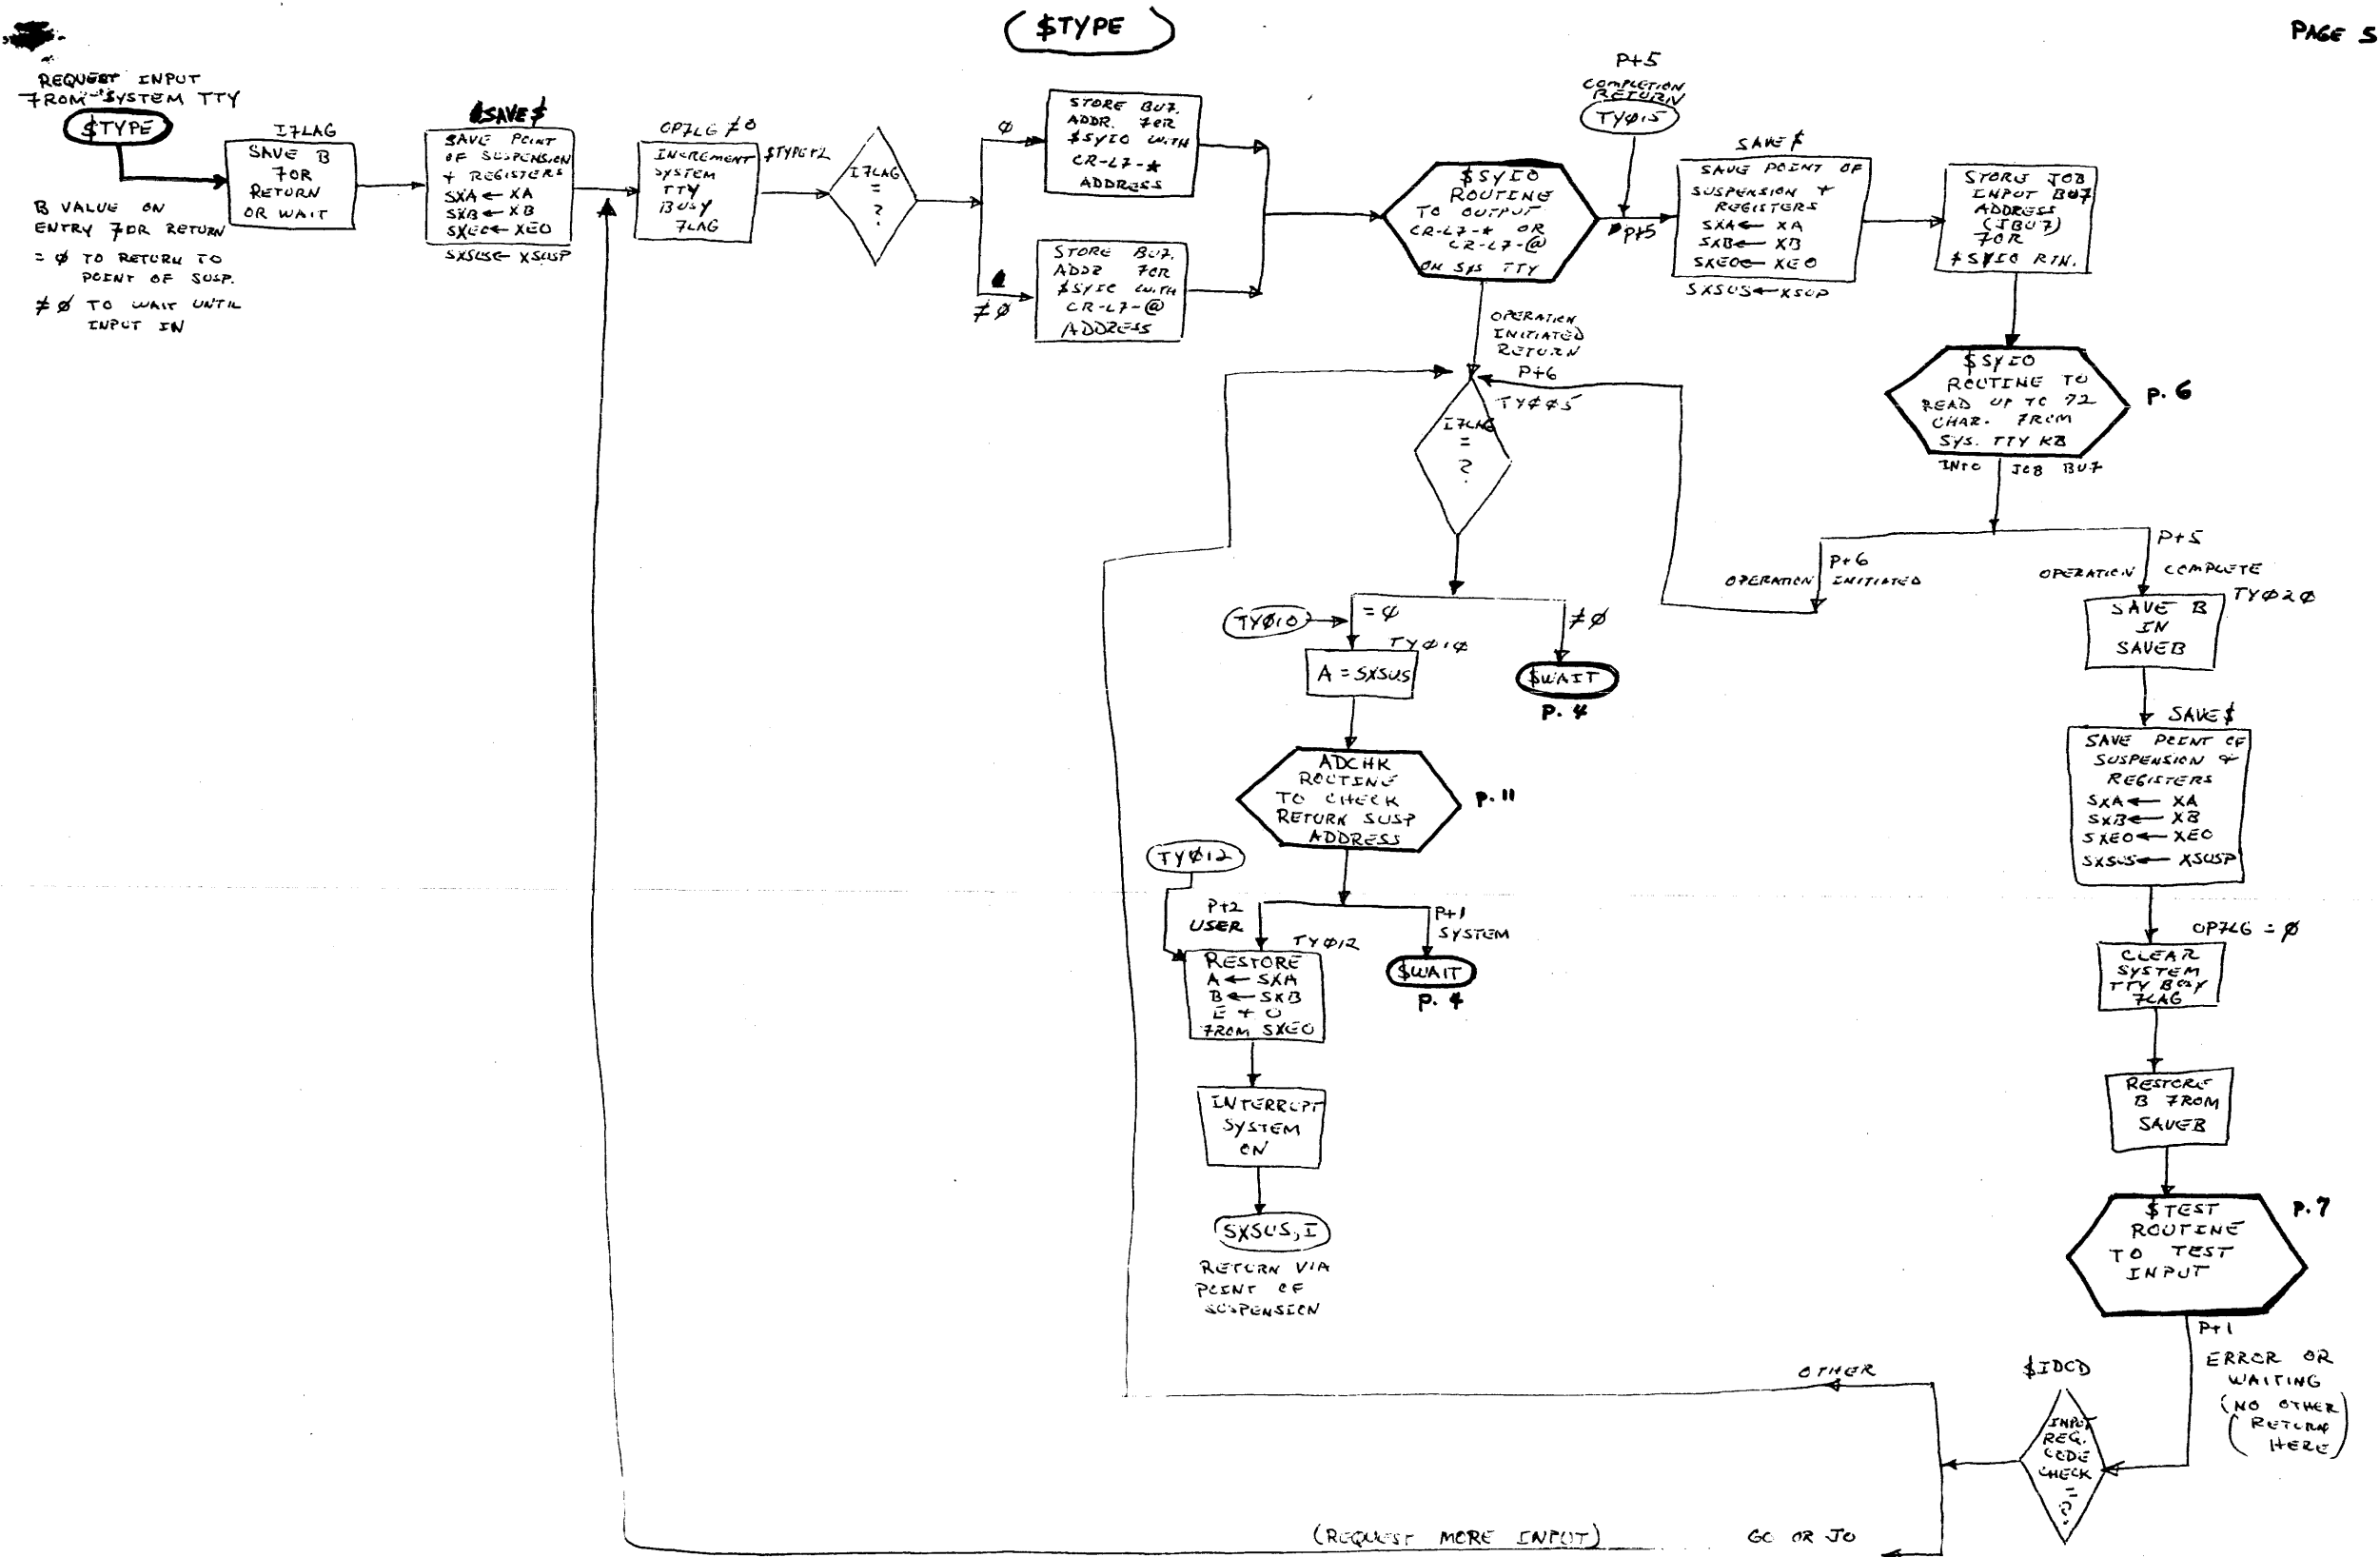 $TYPE
PAGE 5
REQUEST INPUT
FROM SYSTEM TTY
$TYPE
B VALUE ON
ENTRY FOR RETURN
= Ø TO RETURN TO
POINT OF SUSP.
≠ Ø TO WAIT UNTIL
INPUT IN
IFLAG
SAVE B
FOR
RETURN
OR WAIT
SAVE$
SAVE POINT
OF SUSPENSION
+ REGISTERS
SXA ← XA
SXB ← XB
SXEO ← XEO
SXSUS ← XSUSP
OPFLG ≠ 0
INCREMENT
SYSTEM
TTY
BUSY
FLAG
$TYPE+2
IFLAG
=
?
Ø
≠ Ø
STORE BUF.
ADDR. FOR
$SYIO WITH
CR-LF-*
ADDRESS
STORE BUF.
ADDR FOR
$SYIO WITH
CR-LF-@
ADDRESS
$SYIO
ROUTINE
TO OUTPUT
CR-LF-* OR
CR-LF-@
ON SYS TTY
P+5
COMPLETION
RETURN
TYØ15
P+5
SAVE$
SAVE POINT OF
SUSPENSION +
REGISTERS
SXA ← XA
SXB ← XB
SXEO ← XEO
SXSUS ← XSUP
STORE JOB
INPUT BUF
ADDRESS
(JBUF)
FOR
$SYIO RTN.
$SYIO
ROUTINE TO
READ UP TO 72
CHAR. FROM
SYS. TTY KB
INTO JOB BUF
P. 6
OPERATION
INITIATED
RETURN
P+6
TYØØ5
IFLAG
=
?
P+6
OPERATION INITIATED
P+5
OPERATION COMPLETE
TYØ10
= Ø
TYØ1Ø
≠ Ø
A = SXSUS
$WAIT
P. 4
ADCHK
ROUTINE
TO CHECK
RETURN SUSP
ADDRESS
P. 11
TYØ12
P+2
USER
TYØ12
P+1
SYSTEM
RESTORE
A ← SXA
B ← SXB
E + O
FROM SXEO
$WAIT
P. 4
INTERRUPT
SYSTEM
ON
SXSUS,I
RETURN VIA
POINT OF
SUSPENSION
TYØ2Ø
SAVE B
IN
SAVEB
SAVE$
SAVE POINT OF
SUSPENSION +
REGISTERS
SXA ← XA
SXB ← XB
SXEO ← XEO
SXSUS ← XSUSP
OPFLG = Ø
CLEAR
SYSTEM
TTY BUSY
FLAG
RESTORE
B FROM
SAVEB
$TEST
ROUTINE
TO TEST
INPUT
P. 7
P+1
ERROR OR
WAITING
(NO OTHER
RETURN
HERE)
$IDCD
INPUT
REQ.
CODE
CHECK
=
?
OTHER
(REQUEST MORE INPUT)
GO OR JO